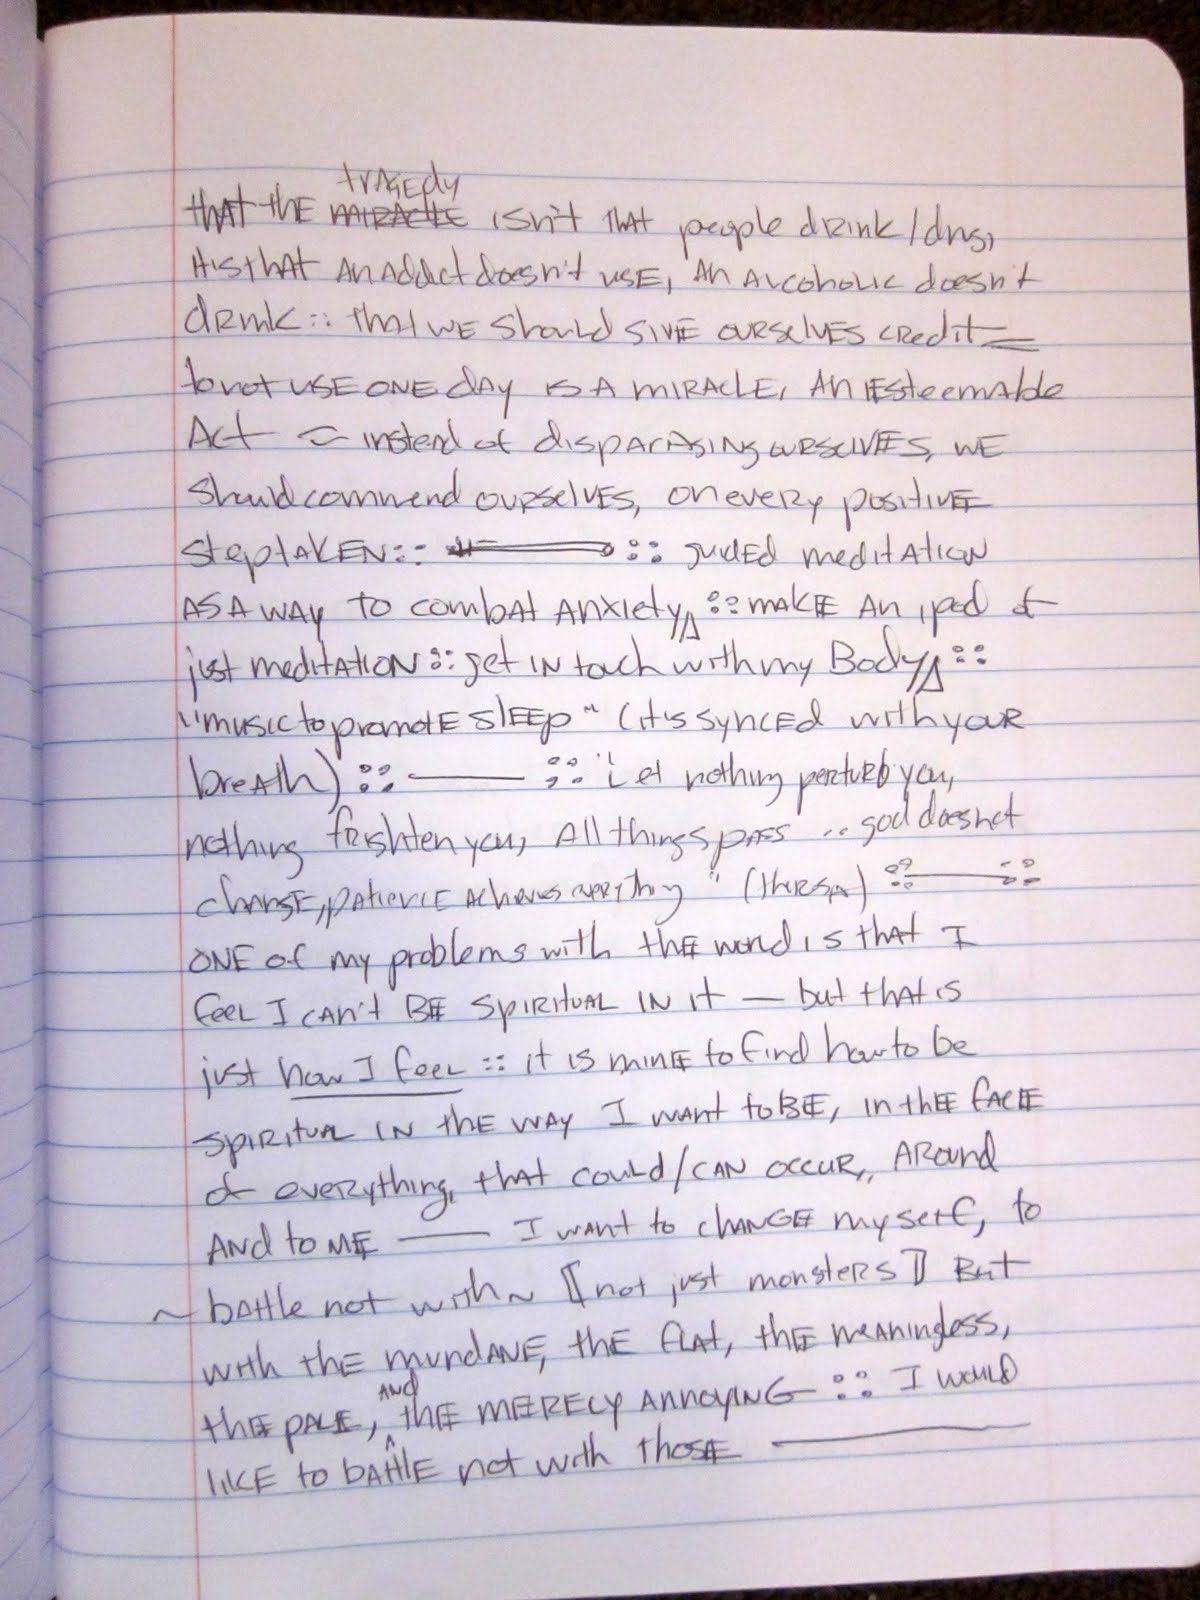 that the tragedy miracle isn't that people drink/drug,
it is that an addict doesn't use, an alcoholic doesn't
drink :: that we should give ourselves credit —
to not use one day is a miracle, an esteemable
act ~ instead of disparaging ourselves, we
should commend ourselves, on every positive
step taken :: — :: guided meditation
as a way to combat anxiety, :: make an ipod of
just meditation :: get in touch with my Body ::
"music to promote sleep" (it's synced with your
breath) :: — :: "Let nothing perturb you,
nothing frighten you, All things pass .. god does not
change, patience achieves everything" (thersa) :: — ::
one of my problems with the world is that I
feel I can't be spiritual in it — but that is
just how I feel :: it is mine to find how to be
spiritual in the way I want to be, in the face
of everything, that could/can occur, around
and to me — I want to change myself, to
~ battle not with ~ [[not just monsters]] But
with the mundane, the flat, the meaningless,
the pale, and the merely annoying :: I would
like to battle not with those —